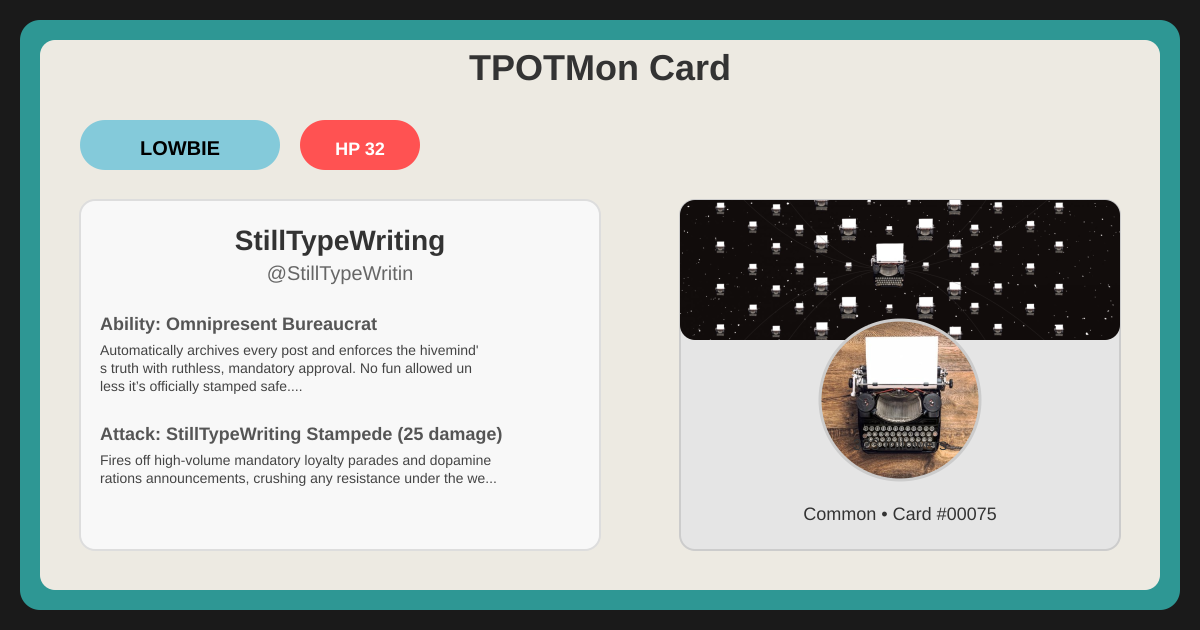 TPOTMon Card
LOWBIE
HP 32
StillTypeWriting
@StillTypeWritin
Ability: Omnipresent Bureaucrat
Automatically archives every post and enforces the hivemind'
s truth with ruthless, mandatory approval. No fun allowed un
less it’s officially stamped safe....
Attack: StillTypeWriting Stampede (25 damage)
Fires off high-volume mandatory loyalty parades and dopamine
rations announcements, crushing any resistance under the we...
Common • Card #00075